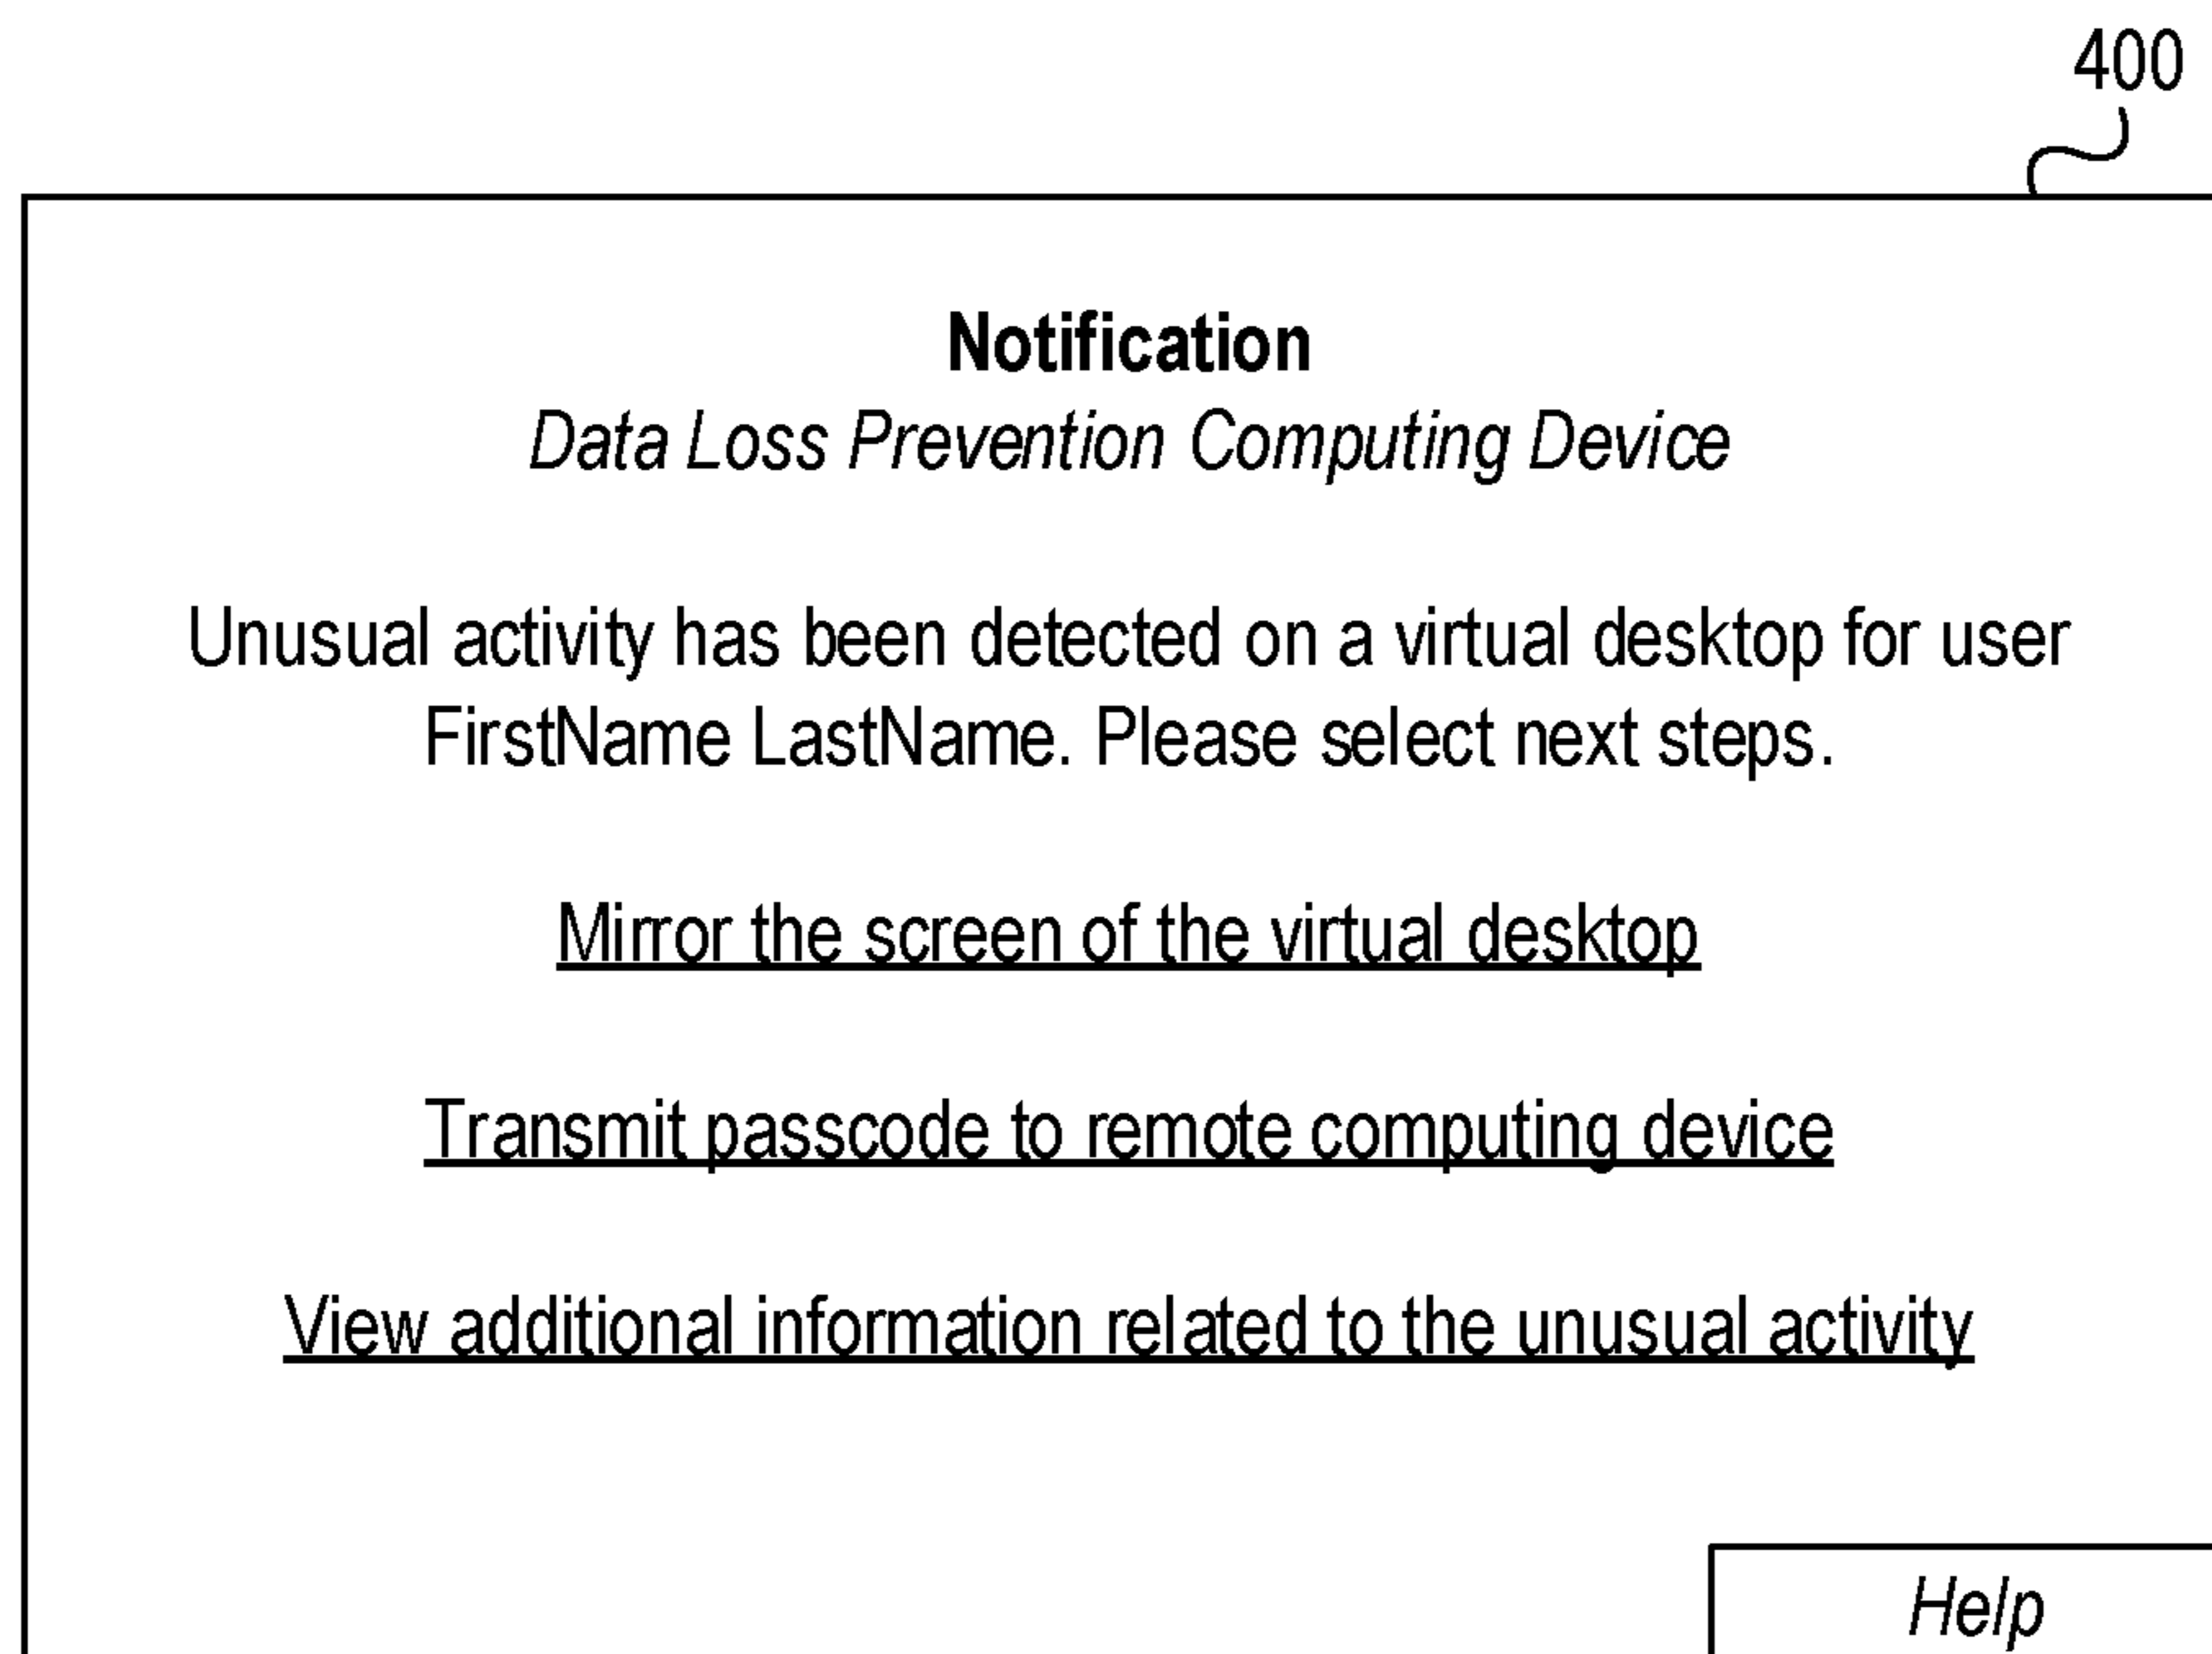 400
Notification
Data Loss Prevention Computing Device
Unusual activity has been detected on a virtual desktop for user
FirstName LastName. Please select next steps.
Mirror the screen of the virtual desktop
Transmit passcode to remote computing device
View additional information related to the unusual activity
Help